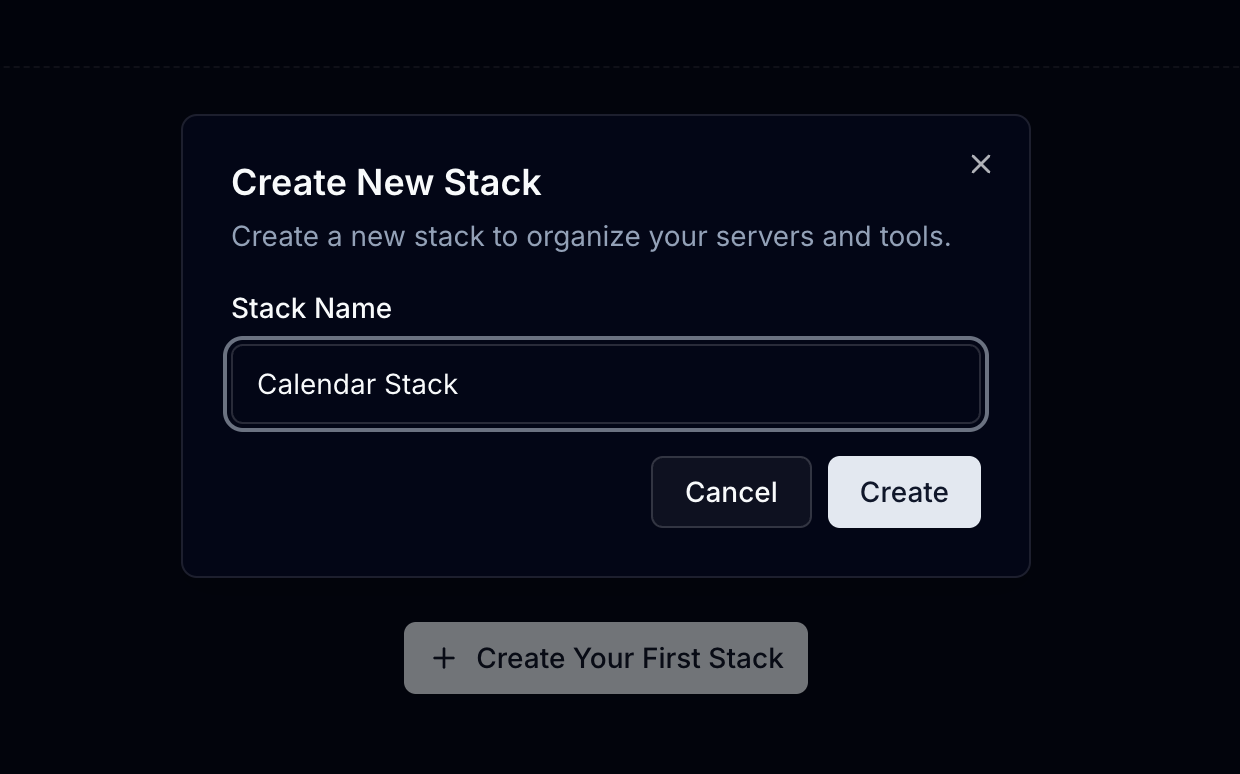 Create New Stack
Create a new stack to organize your servers and tools.
Stack Name
Calendar Stack
Cancel
Create
Create Your First Stack